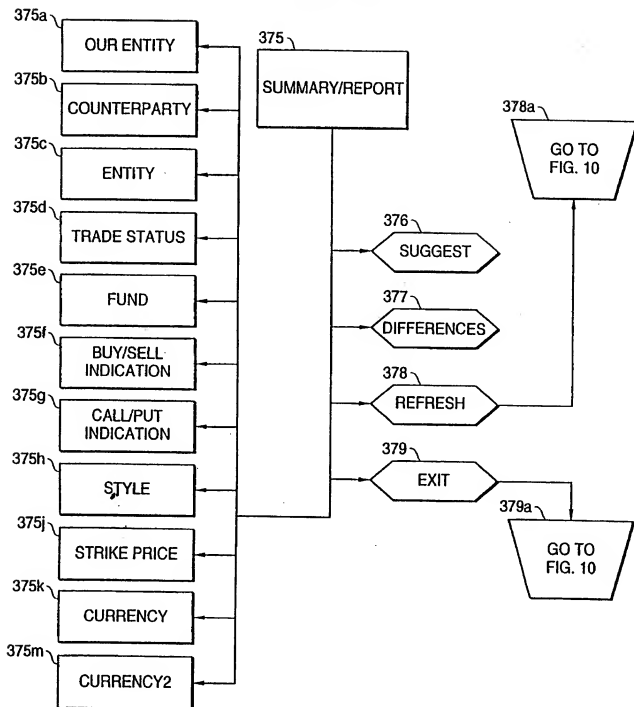 375a
OUR ENTITY
375b
COUNTERPARTY
375c
ENTITY
375d
TRADE STATUS
375e
FUND
375f
BUY/SELL
INDICATION
375g
CALL/PUT
INDICATION
375h
STYLE
375j
STRIKE PRICE
375k
CURRENCY
375m
CURRENCY2
375
SUMMARY/REPORT
376
SUGGEST
377
DIFFERENCES
378
REFRESH
379
EXIT
378a
GO TO
FIG. 10
379a
GO TO
FIG. 10